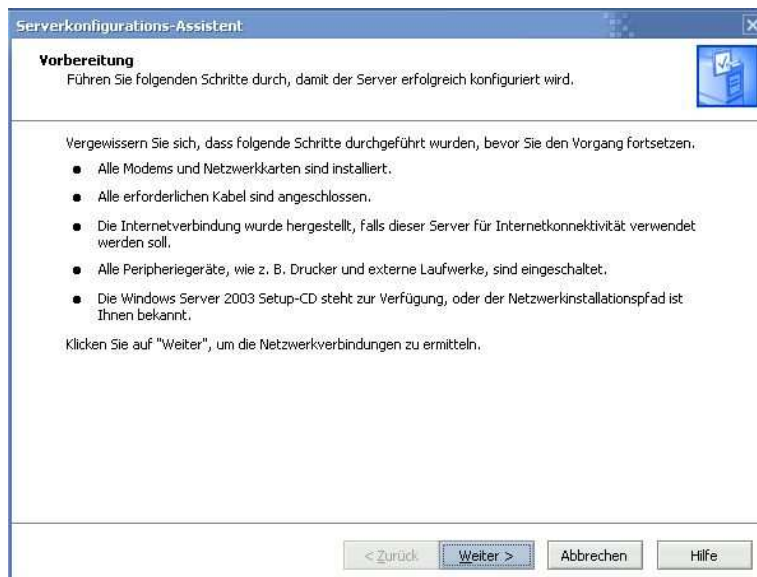 Serverkonfigurations-Assistent
Vorbereitung
Führen Sie folgenden Schritte durch, damit der Server erfolgreich konfiguriert wird.
Vergewissern Sie sich, dass folgende Schritte durchgeführt wurden, bevor Sie den Vorgang fortsetzen.
● Alle Modems und Netzwerkkarten sind installiert.
● Alle erforderlichen Kabel sind angeschlossen.
● Die Internetverbindung wurde hergestellt, falls dieser Server für Internetkonnektivität verwendet
werden soll.
● Alle Peripheriegeräte, wie z. B. Drucker und externe Laufwerke, sind eingeschaltet.
● Die Windows Server 2003 Setup-CD steht zur Verfügung, oder der Netzwerkinstallationspfad ist
Ihnen bekannt.
Klicken Sie auf "Weiter", um die Netzwerkverbindungen zu ermitteln.
< Zurück Weiter > Abbrechen Hilfe